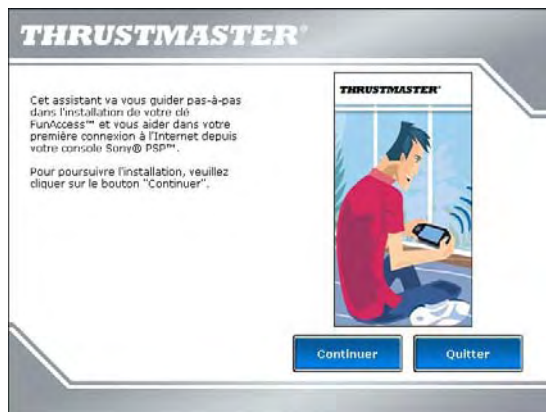 THRUSTMASTER®
Cet assistant va vous guider pas-à-pas
dans l'installation de votre clé
FunAccess™ et vous aider dans votre
première connexion à l'Internet depuis
votre console Sony® PSP™.
Pour poursuivre l'installation, veuillez
cliquer sur le bouton "Continuer".
THRUSTMASTER®
Continuer
Quitter